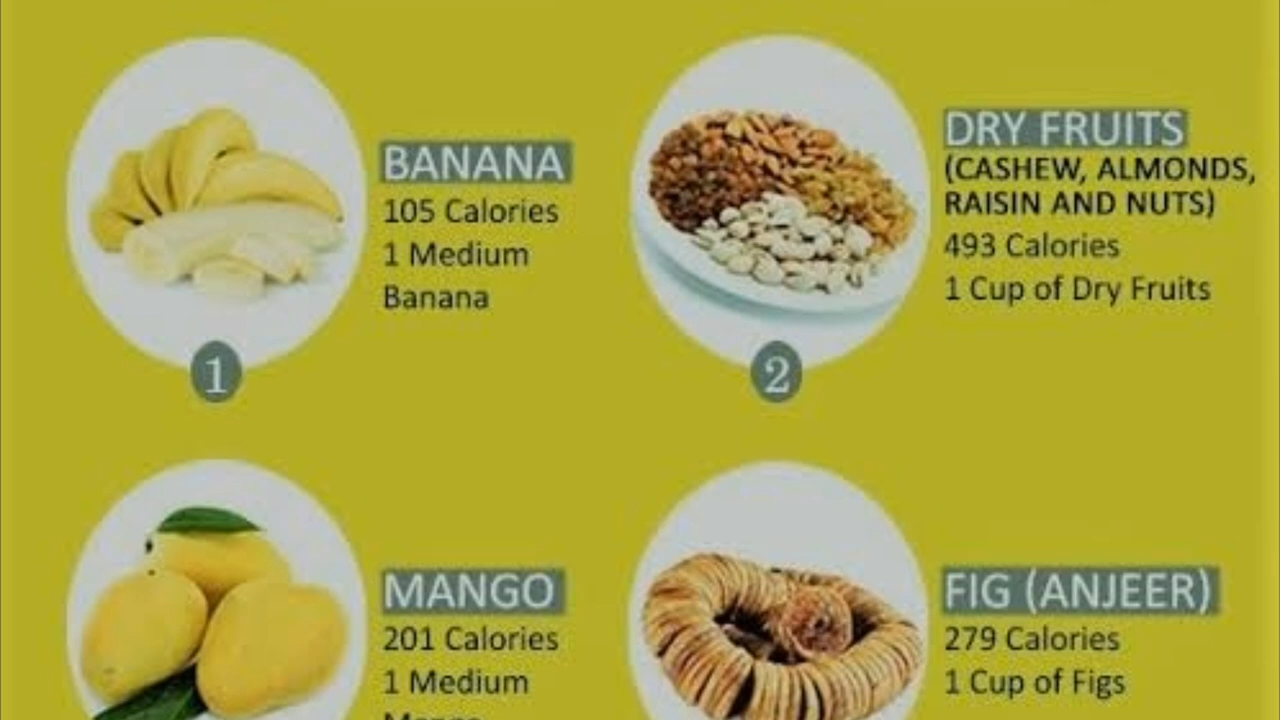 BANANA
105 Calories
1 Medium
Banana
1
DRY FRUITS
(CASHEW, ALMONDS,
RAISIN AND NUTS)
493 Calories
1 Cup of Dry Fruits
2
MANGO
201 Calories
1 Medium
FIG (ANJEER)
279 Calories
1 Cup of Figs